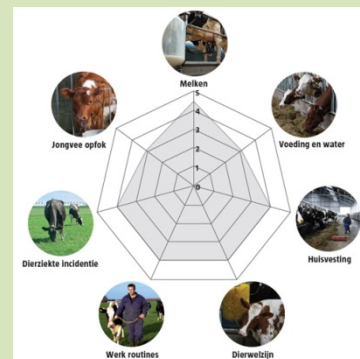 Melken
5
4
3
2
1
0
Jongvee opfok
Voeding en water
Dierziekte incidentie
Huisvesting
Werk routines
Dierwelzijn